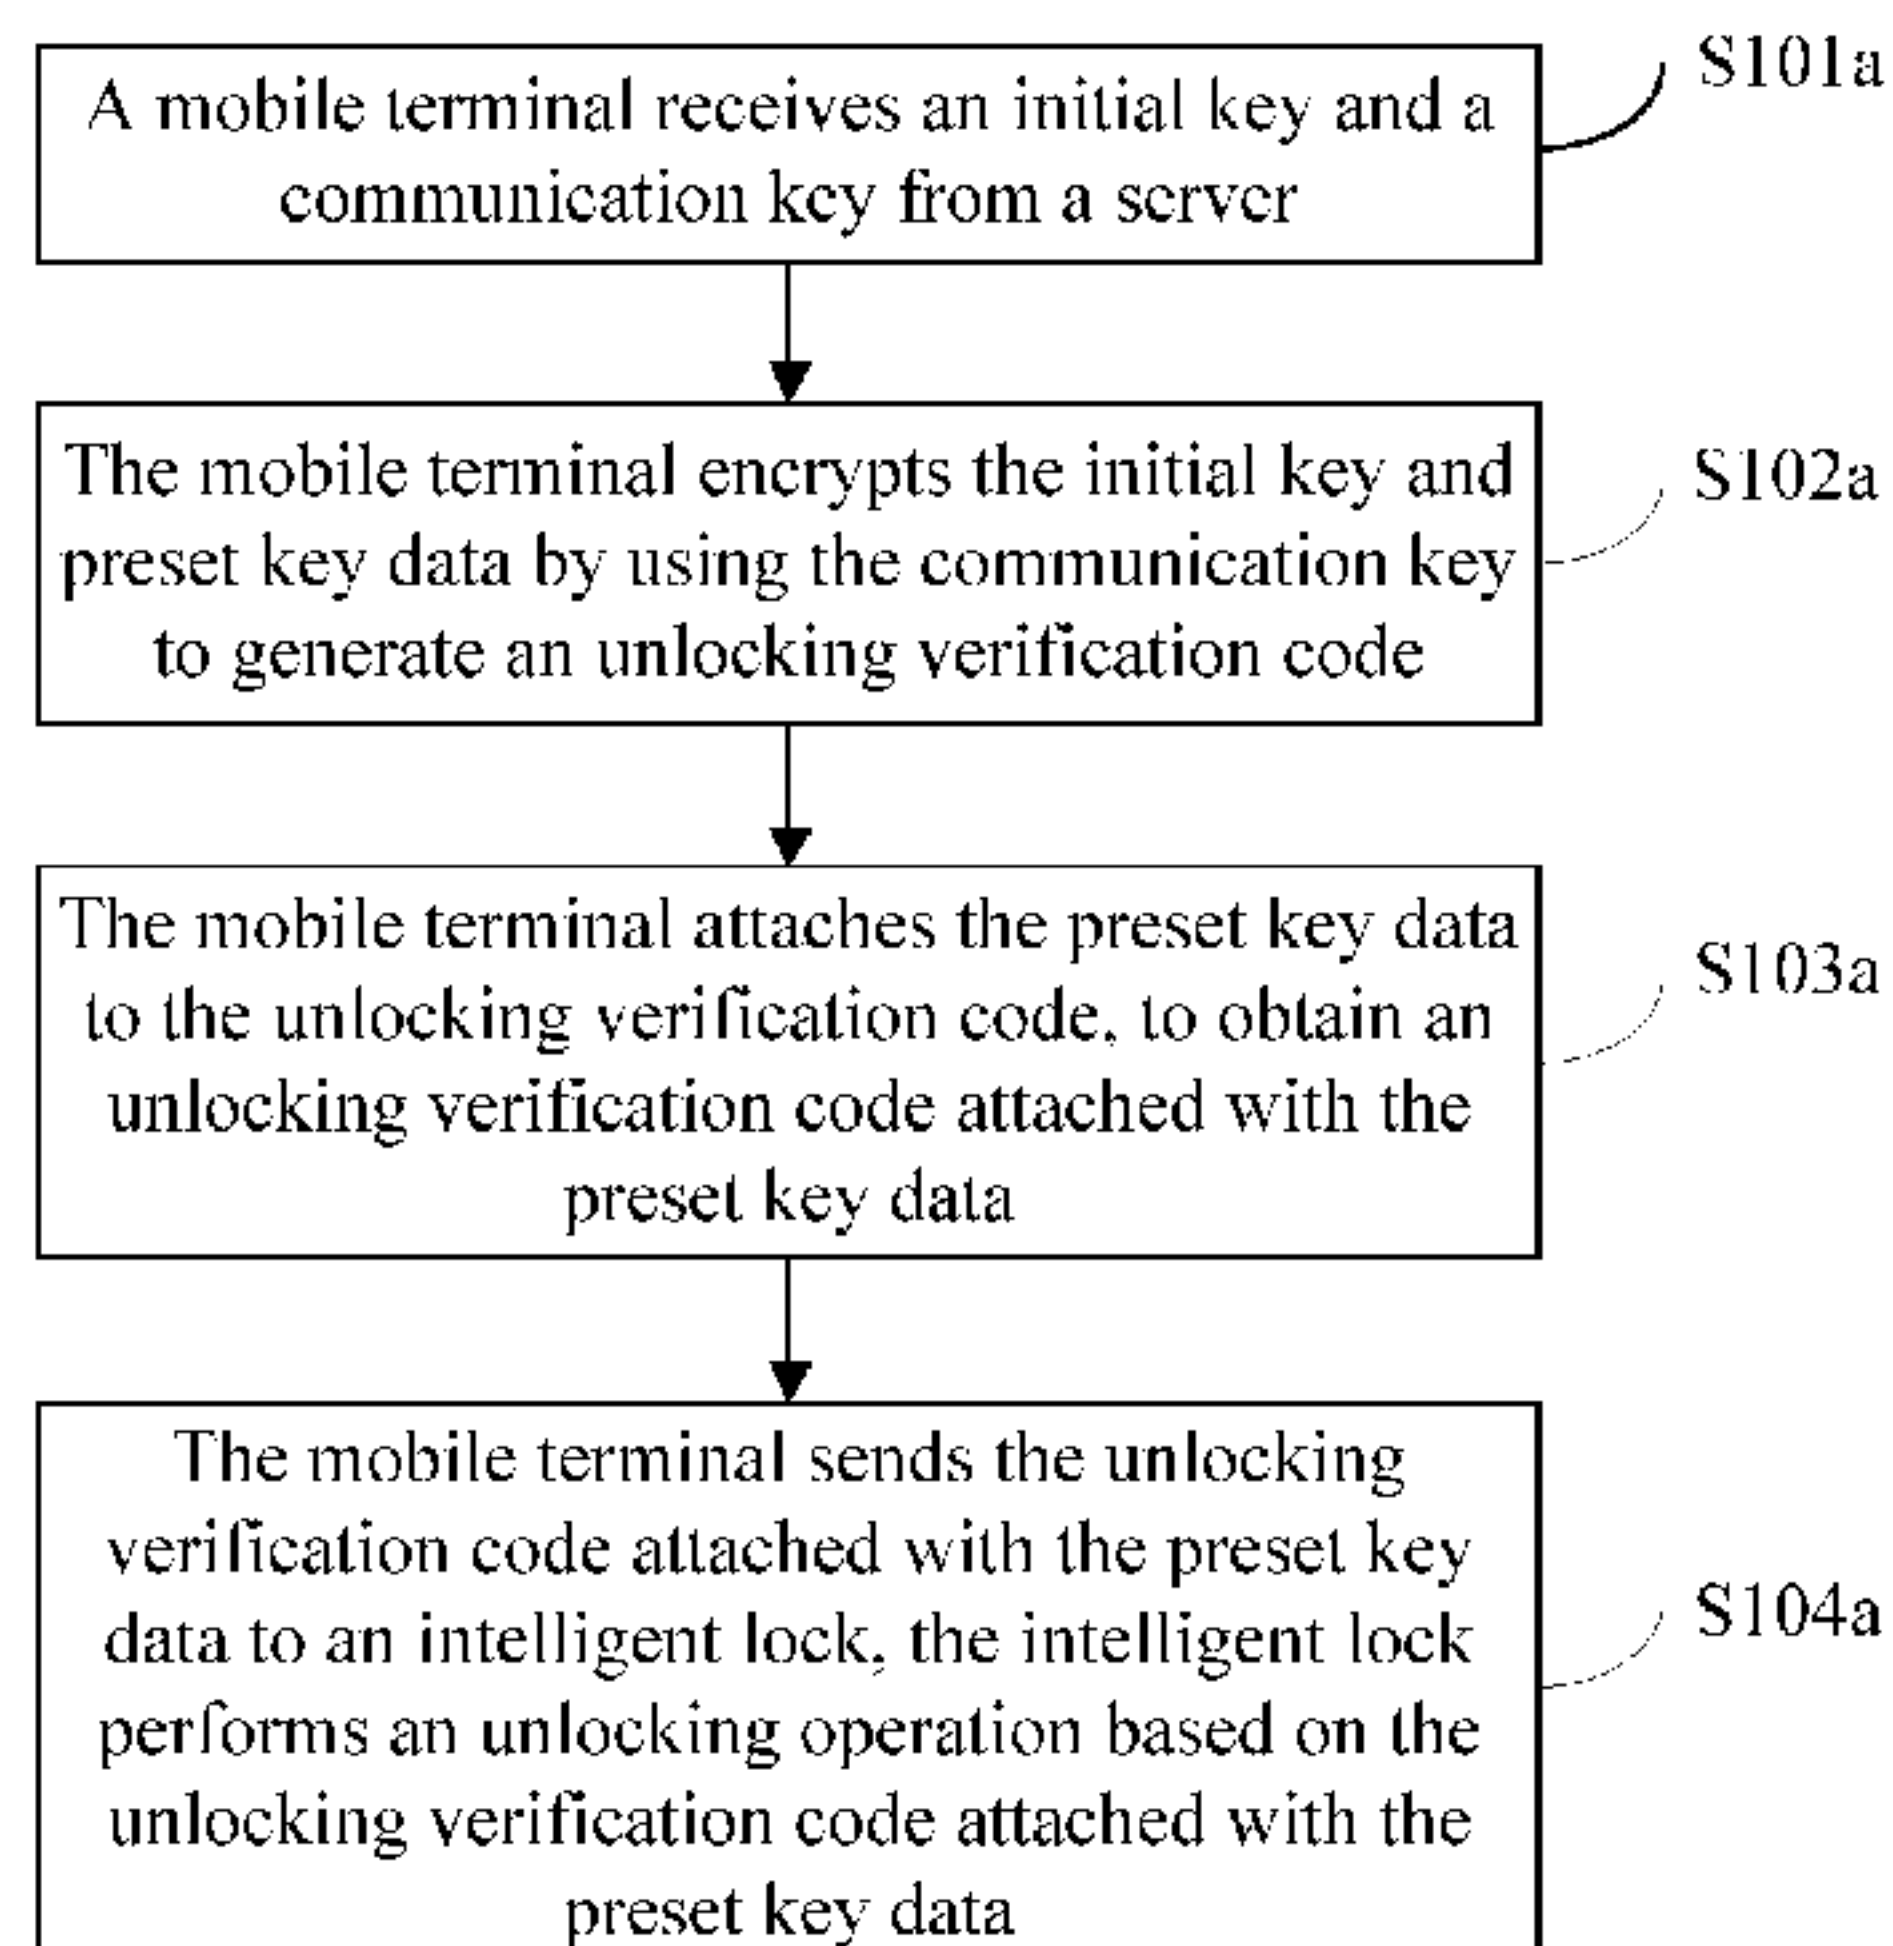 A mobile terminal receives an initial key and a
communication key from a server
S101a
The mobile terminal encrypts the initial key and
preset key data by using the communication key
to generate an unlocking verification code
S102a
The mobile terminal attaches the preset key data
to the unlocking verification code, to obtain an
unlocking verification code attached with the
preset key data
S103a
The mobile terminal sends the unlocking
verification code attached with the preset key
data to an intelligent lock, the intelligent lock
performs an unlocking operation based on the
unlocking verification code attached with the
preset key data
S104a